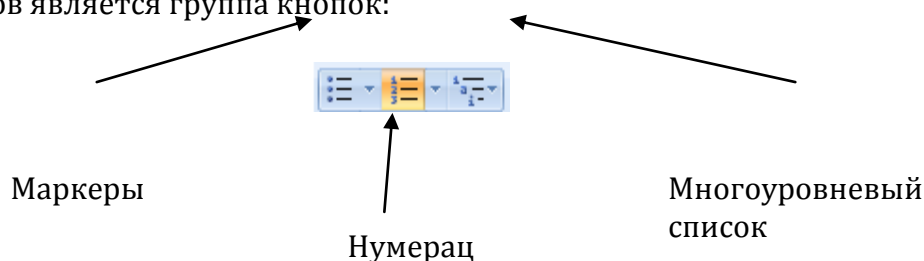 ов является группа кнопок:
Маркеры
Многоуровневый
список
Нумерац